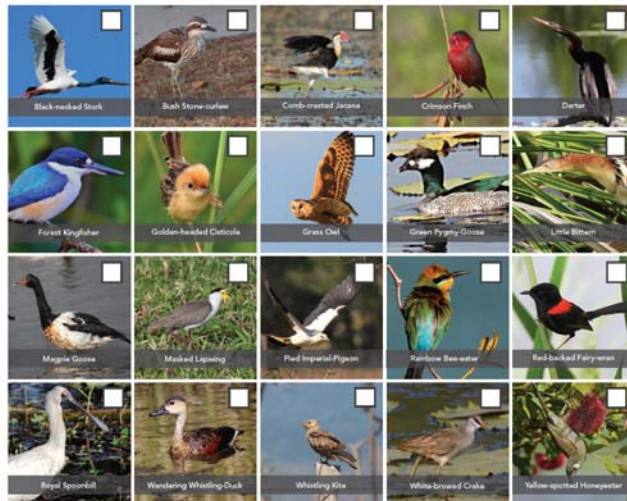 Black-necked Stork
Bush Stone-curlew
Comb-crested Jacana
Crimson Finch
Darter
Forest Kingfisher
Golden-headed Cisticola
Grass Owl
Green Pygmy-Goose
Little Bittern
Magpie Goose
Masked Lapwing
Pied Imperial-Pigeon
Rainbow Bee-eater
Red-backed Fairy-wren
Royal Spoonbill
Wandering Whistling-Duck
Whistling Kite
White-browed Crake
Yellow-spotted Honeyeater